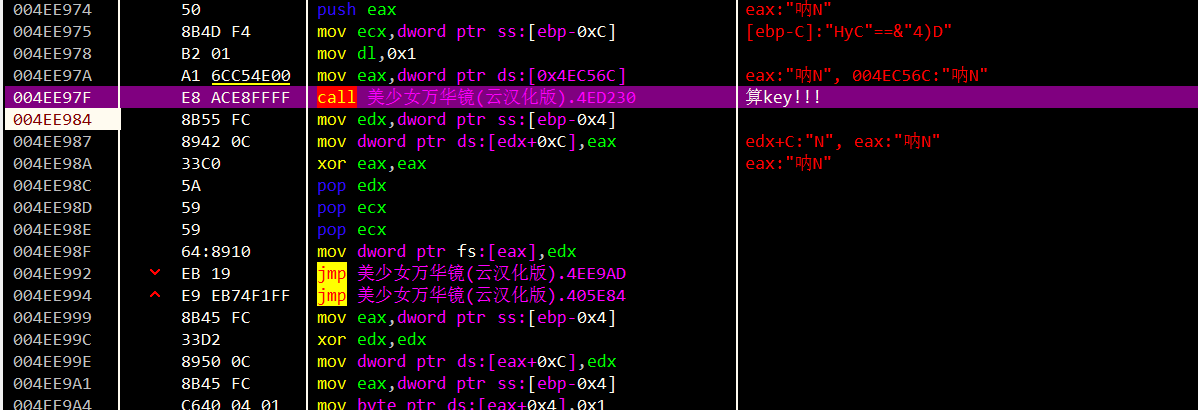 004EE974 50 push eax eax:"呐N"
004EE975 8B4D F4 mov ecx,dword ptr ss:[ebp-0xC] [ebp-C]:"HyC"==&"4)D"
004EE978 B2 01 mov dl,0x1
004EE97A A1 6CC54E00 mov eax,dword ptr ds:[0x4EC56C] eax:"呐N", 004EC56C:"呐N"
004EE97F E8 ACE8FFFF call 美少女万华镜(云汉化版).4ED230 算key!!!
004EE984 8B55 FC mov edx,dword ptr ss:[ebp-0x4]
004EE987 8942 0C mov dword ptr ds:[edx+0xC],eax edx+C:"N", eax:"呐N"
004EE98A 33C0 xor eax,eax eax:"呐N"
004EE98C 5A pop edx
004EE98D 59 pop ecx
004EE98E 59 pop ecx
004EE98F 64:8910 mov dword ptr fs:[eax],edx
004EE992 EB 19 jmp 美少女万华镜(云汉化版).4EE9AD
004EE994 E9 EB74F1FF jmp 美少女万华镜(云汉化版).405E84
004EE999 8B45 FC mov eax,dword ptr ss:[ebp-0x4]
004EE99C 33D2 xor edx,edx
004EE99E 8950 0C mov dword ptr ds:[eax+0xC],edx
004EE9A1 8B45 FC mov eax,dword ptr ss:[ebp-0x4]
004EE9A4 C640 04 01 mov byte ptr ds:[eax+0x4],0x1